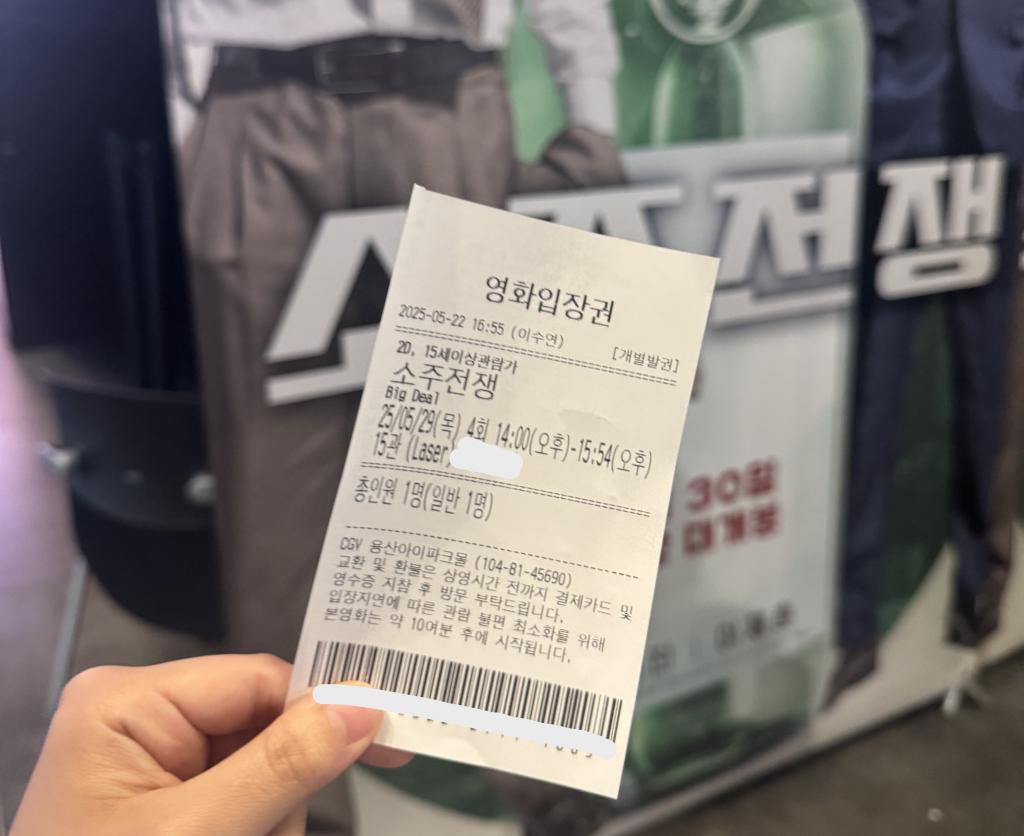 전쟁
영화입장권
2025-05-22 16:55 (이수연)
[개별발권]
2D, 15세이상관람가
소주전쟁
Big Deal
25/05/29(목) 4회 14:00(오후)-15:54(오후)
15관 (Laser)
총인원 1명(일반 1명)
CGV 용산아이파크몰 (104-81-45690)
교환 및 환불은 상영시간 전까지 결제카드 및
영수증 지참 후 방문 부탁드립니다.
입장지연에 따른 관람 불편 최소화를 위해
본영화는 약 10여분 후에 시작됩니다.
30일
대개봉